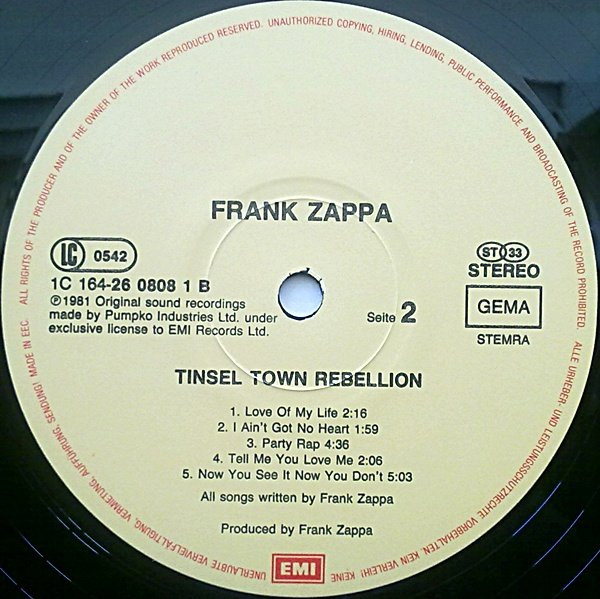 ALL RIGHTS OF THE PRODUCER AND OF THE OWNER OF THE WORK REPRODUCED RESERVED. UNAUTHORIZED COPYING, HIRING, LENDING, PUBLIC PERFORMANCE AND BROADCASTING OF THE RECORD PROHIBITED.
FRANK ZAPPA
LC 0542
1C 164-26 0808 1 B
℗1981 Original sound recordings
made by Pumpko Industries Ltd. under
exclusive license to EMI Records Ltd.
ST 33
STEREO
GEMA
STEMRA
Seite 2
TINSEL TOWN REBELLION
1. Love Of My Life 2:16
2. I Ain't Got No Heart 1:59
3. Party Rap 4:36
4. Tell Me You Love Me 2:06
5. Now You See It Now You Don't 5:03
All songs written by Frank Zappa
Produced by Frank Zappa
EMI
ALLE URHEBER- UND LEISTUNGSSCHUTZRECHTE VORBEHALTEN. KEIN VERLEIH! KEINE UNERLAUBTE VERVIELFÄLTIGUNG, VERMIETUNG, AUFFÜHRUNG, SENDUNG! MADE IN EEC.